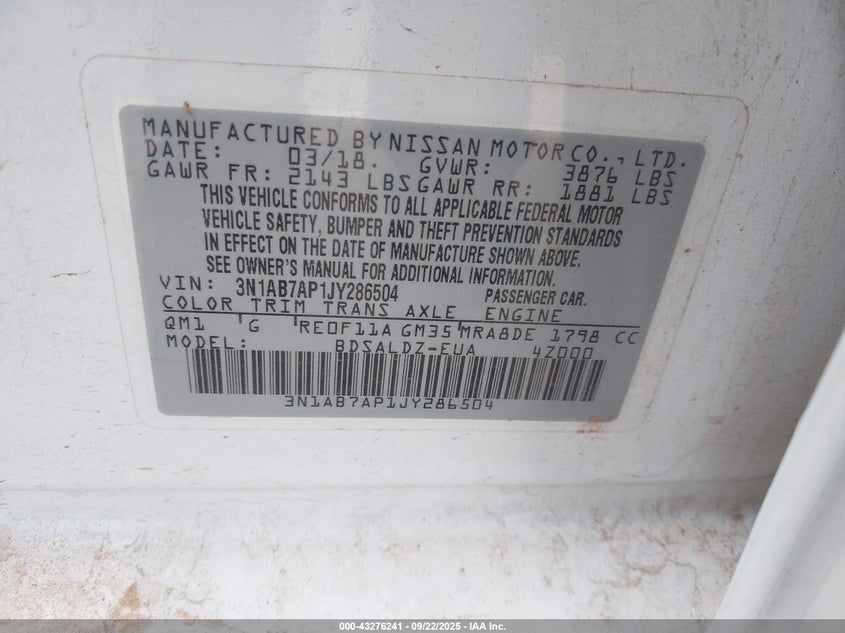 MANUFACTURED BY NISSAN MOTOR CO., LTD.
DATE: 03/18. GVWR: 3876 LBS
GAWR FR: 2143 LBS GAWR RR: 1881 LBS
THIS VEHICLE CONFORMS TO ALL APPLICABLE FEDERAL MOTOR
VEHICLE SAFETY, BUMPER AND THEFT PREVENTION STANDARDS
IN EFFECT ON THE DATE OF MANUFACTURE SHOWN ABOVE.
SEE OWNER'S MANUAL FOR ADDITIONAL INFORMATION.
VIN: 3N1AB7AP1JY286504 PASSENGER CAR.
COLOR TRIM TRANS AXLE ENGINE
QM1 G RE0F11A GM35 MRA8DE 1798 CC
MODEL: BDSALDZ-EUA 4Z000
3N1AB7AP1JY286504
000-43276241 - 09/22/2025 - IAA Inc.